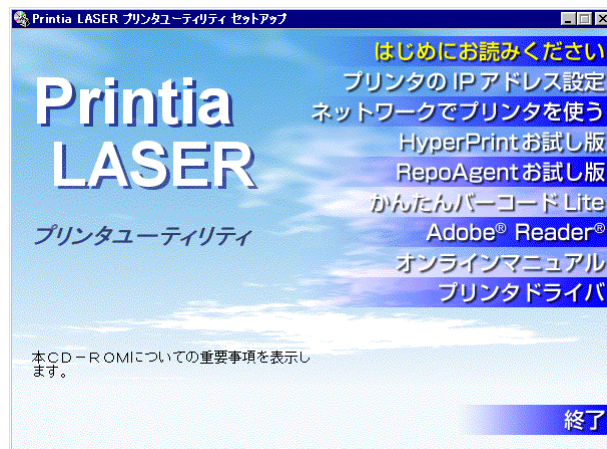 Printia LASER プリンタユーティリティ セットアップ
Printia
LASER
プリンタユーティリティ
はじめにお読みください
プリンタの IP アドレス設定
ネットワークでプリンタを使う
HyperPrintお試し版
RepoAgentお試し版
かんたんバーコード Lite
Adobe® Reader®
オンラインマニュアル
プリンタドライバ
本CD－ROMについての重要事項を表示し
ます。
終了